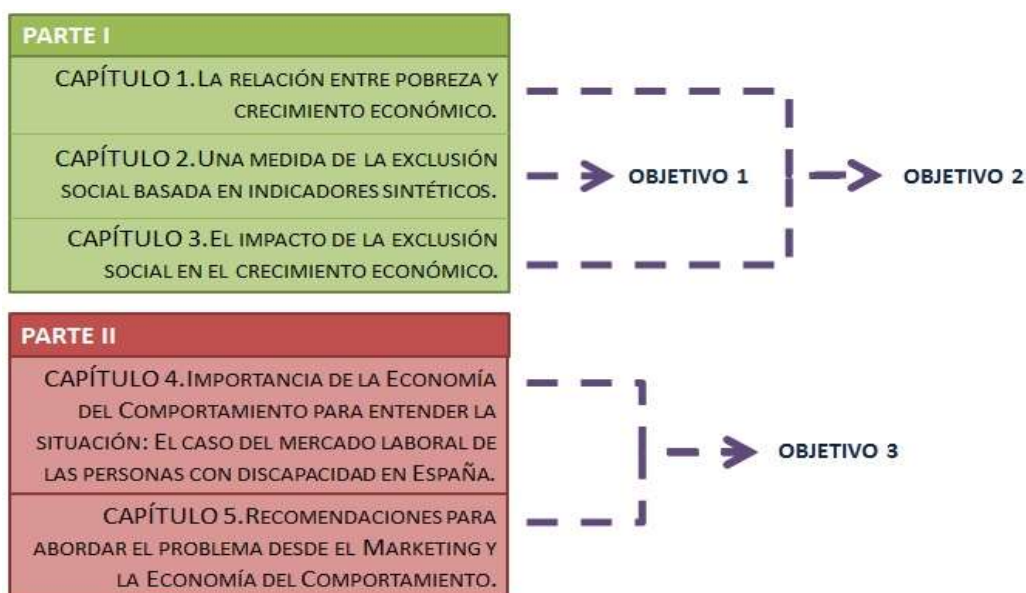 PARTE I
CAPÍTULO 1.LA RELACIÓN ENTRE POBREZA Y
CRECIMIENTO ECONÓMICO.
CAPÍTULO 2.UNA MEDIDA DE LA EXCLUSIÓN
SOCIAL BASADA EN INDICADORES SINTÉTICOS.
CAPÍTULO 3.EL IMPACTO DE LA EXCLUSIÓN
SOCIAL EN EL CRECIMIENTO ECONÓMICO.
OBJETIVO 1
OBJETIVO 2
PARTE II
CAPÍTULO 4.IMPORTANCIA DE LA ECONOMÍA
DEL COMPORTAMIENTO PARA ENTENDER LA
SITUACIÓN: EL CASO DEL MERCADO LABORAL DE
LAS PERSONAS CON DISCAPACIDAD EN ESPAÑA.
CAPÍTULO 5.RECOMENDACIONES PARA
ABORDAR EL PROBLEMA DESDE EL MARKETING Y
LA ECONOMÍA DEL COMPORTAMIENTO.
OBJETIVO 3